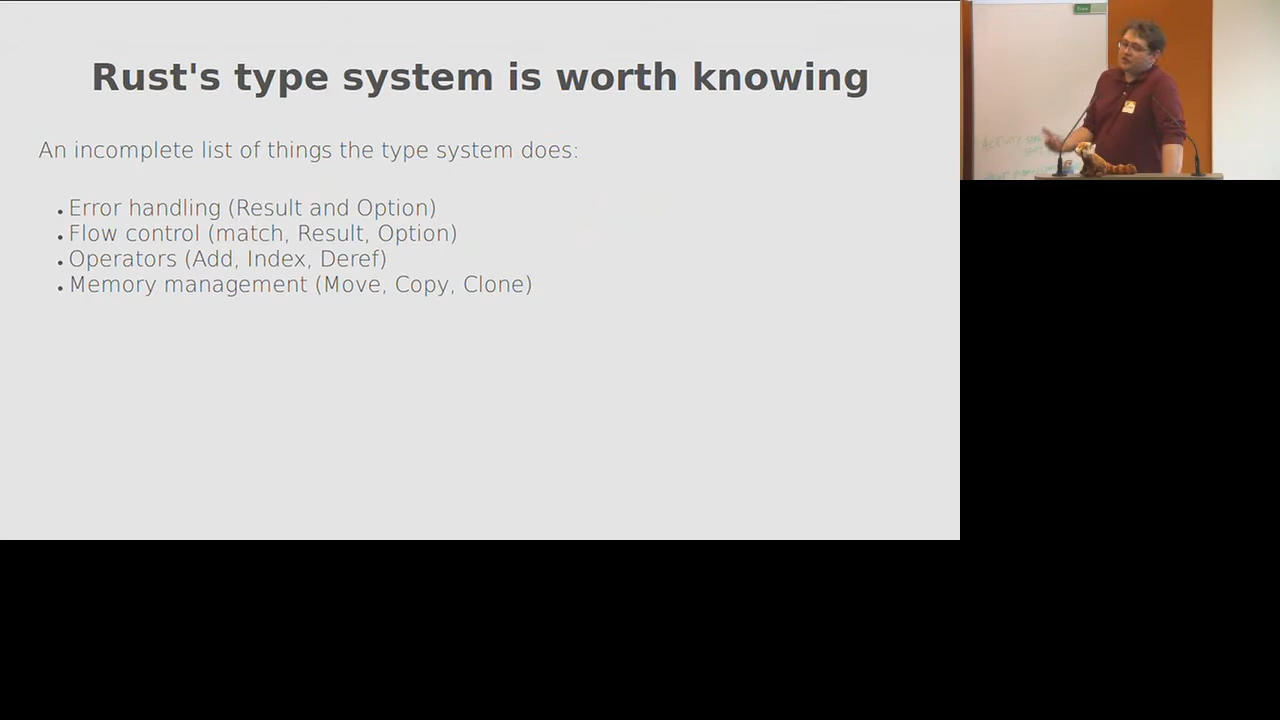 Rust's type system is worth knowing
An incomplete list of things the type system does:
• Error handling (Result and Option)
• Flow control (match, Result, Option)
• Operators (Add, Index, Deref)
• Memory management (Move, Copy, Clone)